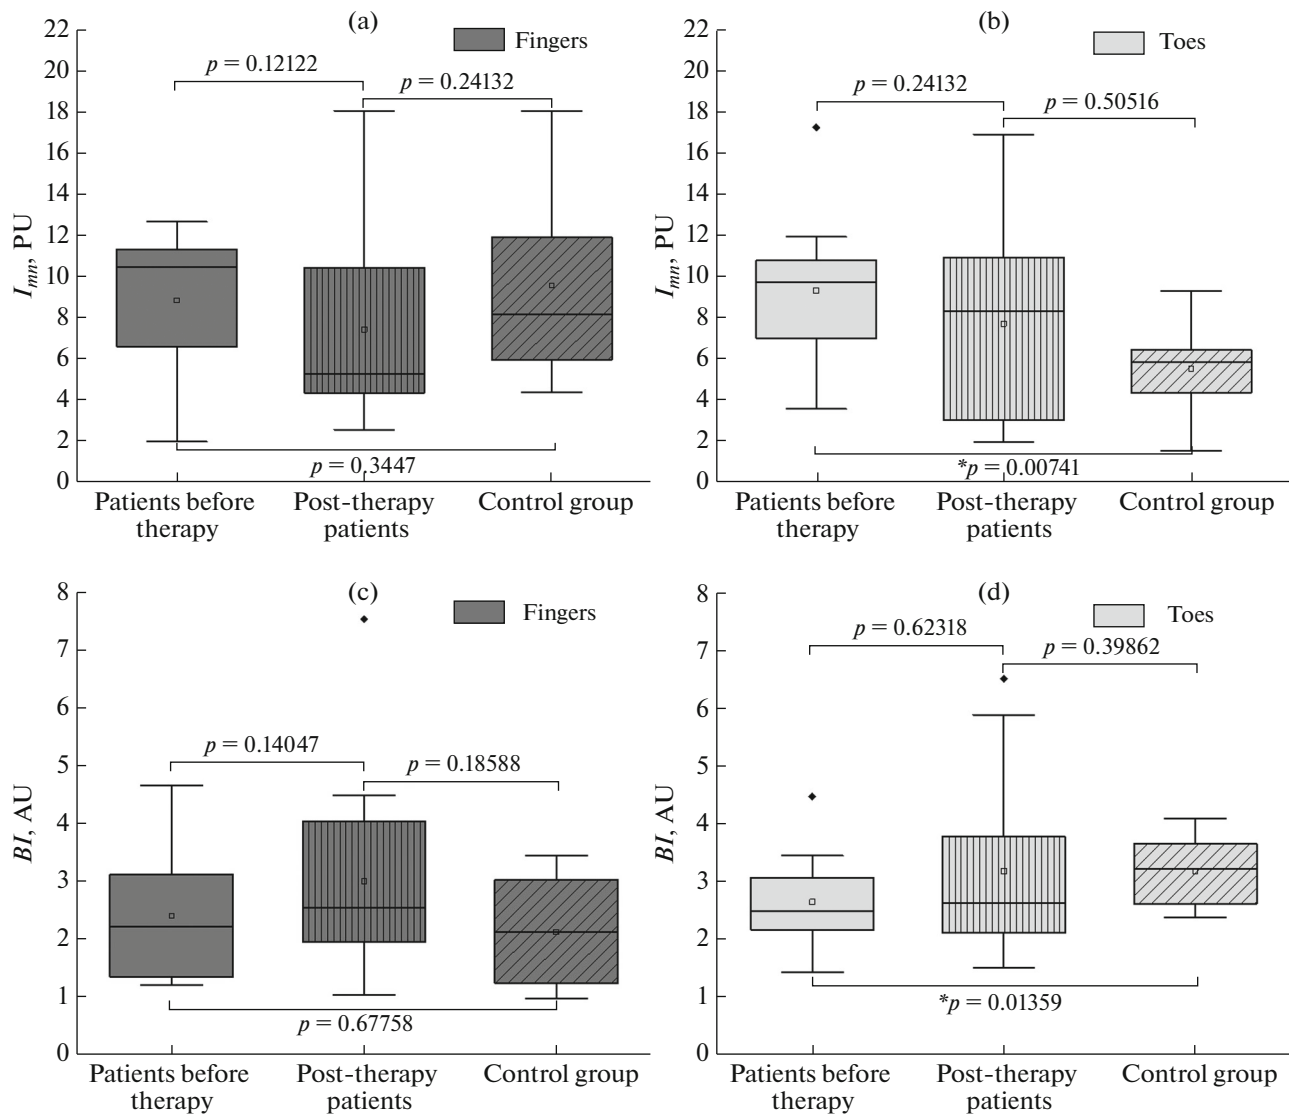 (a)
Fingers
p = 0.12122
p = 0.24132
22
20
18
16
14
12
10
8
6
4
2
0
I_mn, PU
p = 0.3447
Patients before
therapy
Post-therapy
patients
Control group
(b)
Toes
p = 0.24132
p = 0.50516
22
20
18
16
14
12
10
8
6
4
2
0
I_mn, PU
*p = 0.00741
Patients before
therapy
Post-therapy
patients
Control group
(c)
Fingers
8
7
6
5
4
3
2
1
0
BI, AU
p = 0.14047
p = 0.18588
p = 0.67758
Patients before
therapy
Post-therapy
patients
Control group
(d)
Toes
p = 0.62318
p = 0.39862
8
7
6
5
4
3
2
1
0
BI, AU
*p = 0.01359
Patients before
therapy
Post-therapy
patients
Control group